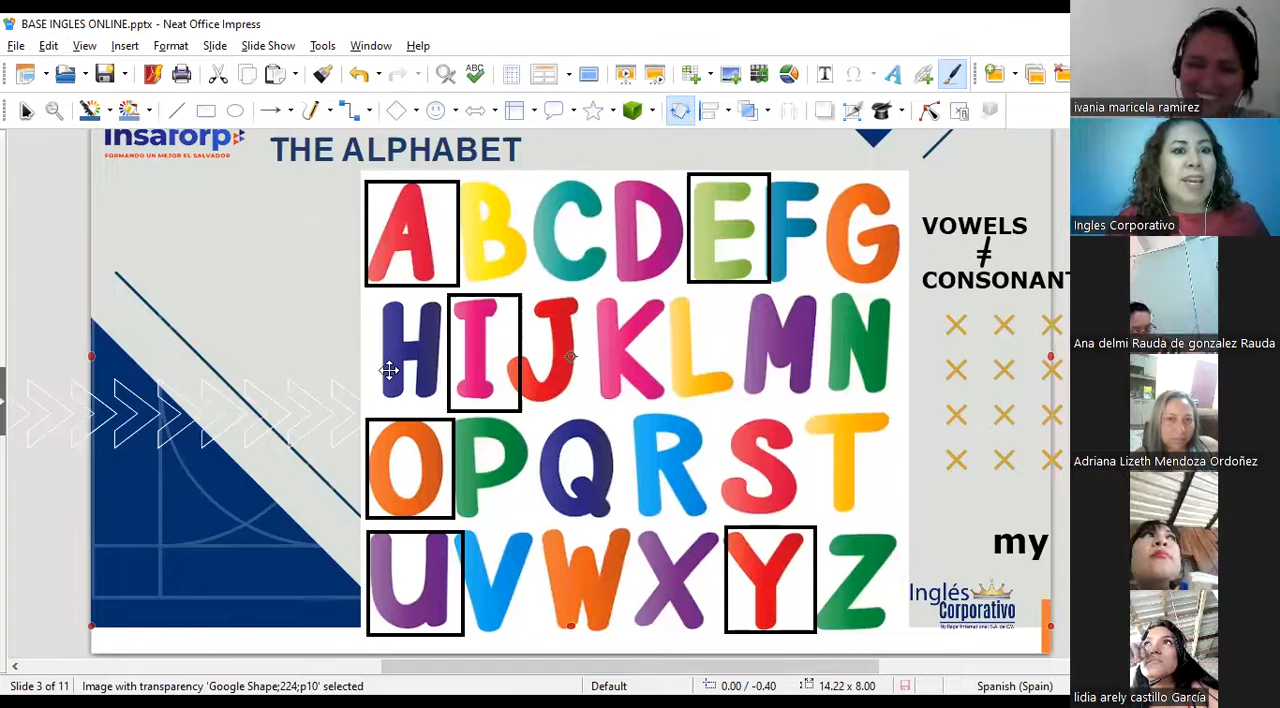 BASE INGLES ONLINE.pptx - Neat Office Impress
File Edit View Insert Format Slide Slide Show Tools Window Help
insaforp
FORMANDO UN MEJOR EL SALVADOR
THE ALPHABET
A B C D E F G
H I J K L M N
O P Q R S T
U V W X Y Z
VOWELS
≠
CONSONANT
my
Inglés
Corporativo
Slide 3 of 11 Image with transparency 'Google Shape;224;p10' selected Default 0.00 / -0.40 14.22 x 8.00 Spanish (Spain)
ivania maricela ramirez
Ingles Corporativo
Ana delmi Rauda de gonzalez Rauda
Adriana Lizeth Mendoza Ordoñez
lidia arely castillo García